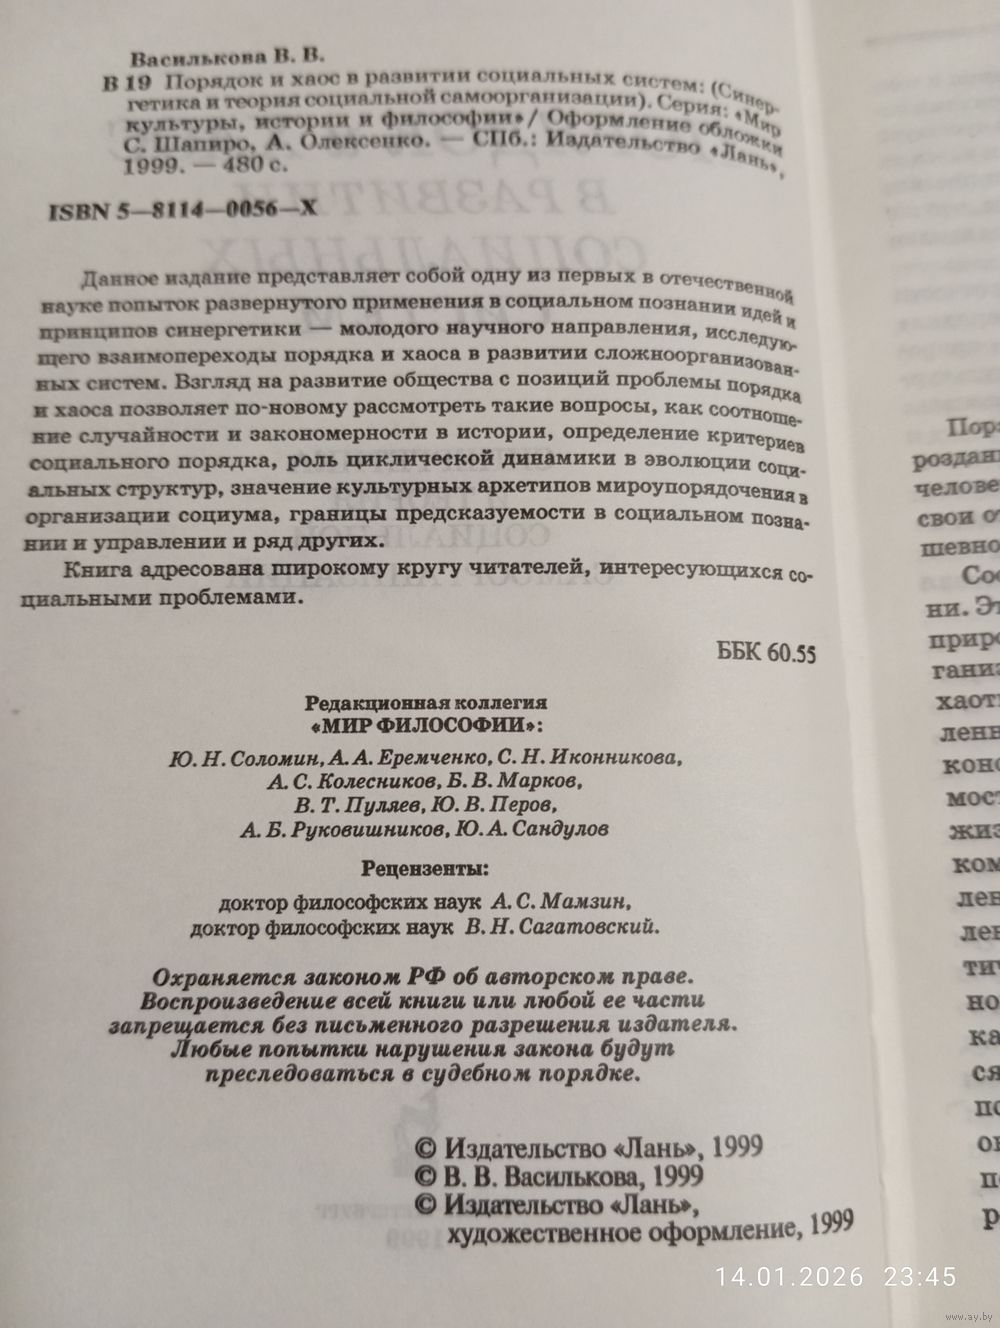 Василькова В. В.
В 19 Порядок и хаос в развитии социальных систем: (Синер-
гетика и теория социальной самоорганизации). Серия: «Мир
культуры, истории и философии» / Оформление обложки
С. Шапиро, А. Олексенко. — СПб.: Издательство «Лань»,
1999. — 480 с.
ISBN 5—8114—0056—X
Данное издание представляет собой одну из первых в отечественной
науке попыток развернутого применения в социальном познании идей и
принципов синергетики — молодого научного направления, исследую-
щего взаимопереходы порядка и хаоса в развитии сложноорганизован-
ных систем. Взгляд на развитие общества с позиций проблемы порядка
и хаоса позволяет по-новому рассмотреть такие вопросы, как соотноше-
ние случайности и закономерности в истории, определение критериев
социального порядка, роль циклической динамики в эволюции соци-
альных структур, значение культурных архетипов мироупорядочения в
организации социума, границы предсказуемости в социальном позна-
нии и управлении и ряд других.
Книга адресована широкому кругу читателей, интересующихся со-
циальными проблемами.
ББК 60.55
Редакционная коллегия
«МИР ФИЛОСОФИИ»:
Ю. Н. Соломин, А. А. Еремченко, С. Н. Иконникова,
А. С. Колесников, Б. В. Марков,
В. Т. Пуляев, Ю. В. Перов,
А. Б. Руковишников, Ю. А. Сандулов
Рецензенты:
доктор философских наук А. С. Мамзин,
доктор философских наук В. Н. Сагатовский.
Охраняется законом РФ об авторском праве.
Воспроизведение всей книги или любой ее части
запрещается без письменного разрешения издателя.
Любые попытки нарушения закона будут
преследоваться в судебном порядке.
© Издательство «Лань», 1999
© В. В. Василькова, 1999
© Издательство «Лань»,
художественное оформление, 1999
14.01.2026 23:45
www.ay.by